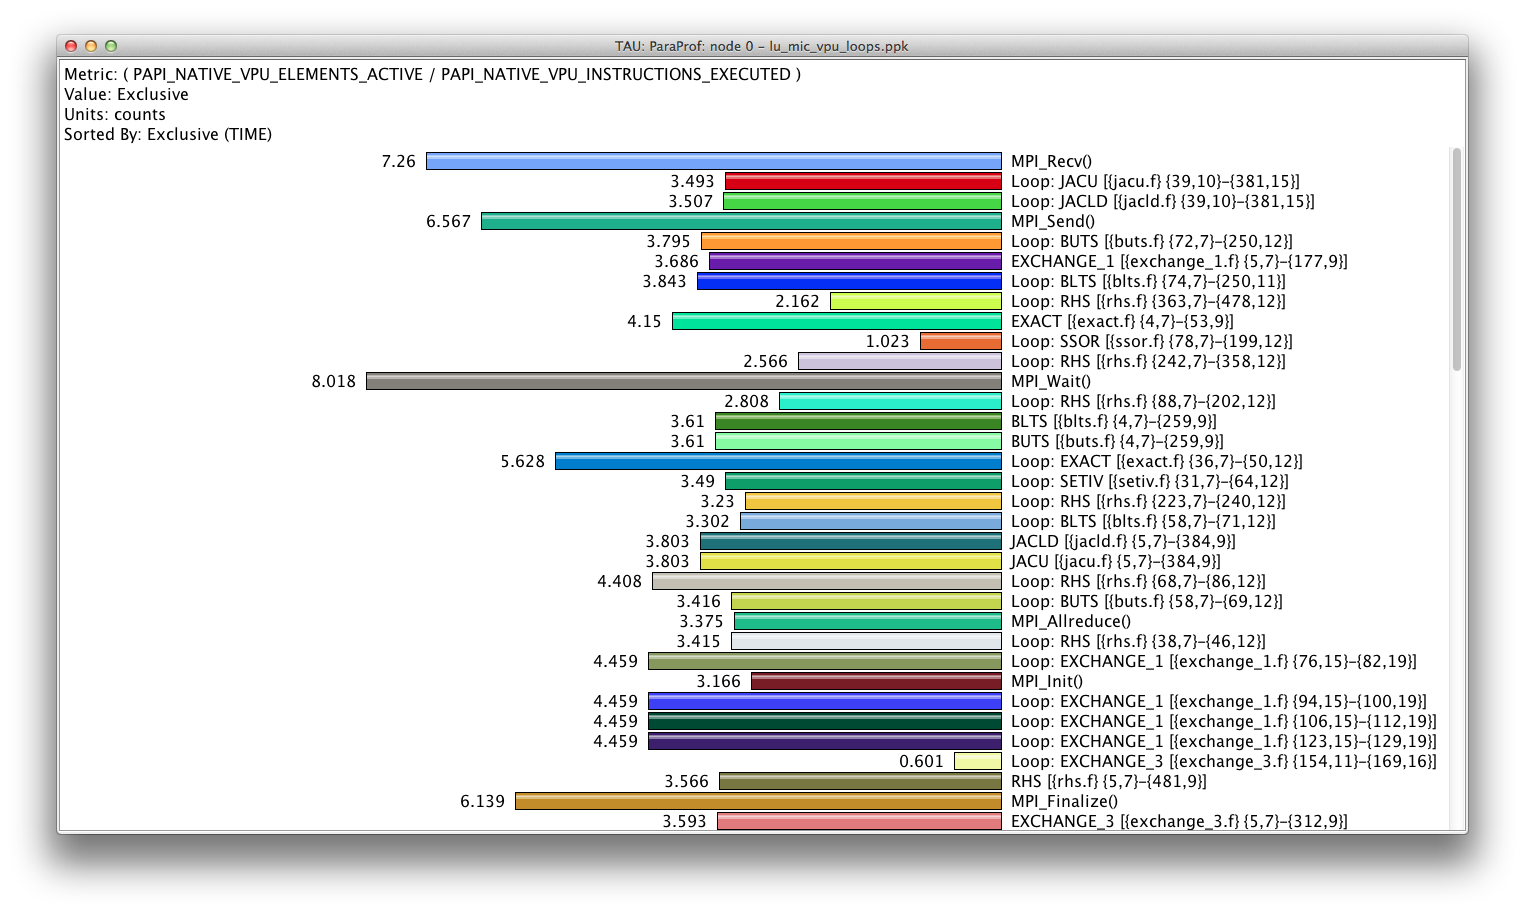 TAU: ParaProf: node 0 – lu_mic_vpu_loops.ppk
Metric: ( PAPI_NATIVE_VPU_ELEMENTS_ACTIVE / PAPI_NATIVE_VPU_INSTRUCTIONS_EXECUTED )
Value: Exclusive
Units: counts
Sorted By: Exclusive (TIME)
7.26 MPI_Recv()
3.493 Loop: JACU [{jacu.f} {39,10}–{381,15}]
3.507 Loop: JACLD [{jacld.f} {39,10}–{381,15}]
6.567 MPI_Send()
3.795 Loop: BUTS [{buts.f} {72,7}–{250,12}]
3.686 EXCHANGE_1 [{exchange_1.f} {5,7}–{177,9}]
3.843 Loop: BLTS [{blts.f} {74,7}–{250,11}]
2.162 Loop: RHS [{rhs.f} {363,7}–{478,12}]
4.15 EXACT [{exact.f} {4,7}–{53,9}]
1.023 Loop: SSOR [{ssor.f} {78,7}–{199,12}]
2.566 Loop: RHS [{rhs.f} {242,7}–{358,12}]
8.018 MPI_Wait()
2.808 Loop: RHS [{rhs.f} {88,7}–{202,12}]
3.61 BLTS [{blts.f} {4,7}–{259,9}]
3.61 BUTS [{buts.f} {4,7}–{259,9}]
5.628 Loop: EXACT [{exact.f} {36,7}–{50,12}]
3.49 Loop: SETIV [{setiv.f} {31,7}–{64,12}]
3.23 Loop: RHS [{rhs.f} {223,7}–{240,12}]
3.302 Loop: BLTS [{blts.f} {58,7}–{71,12}]
3.803 JACLD [{jacld.f} {5,7}–{384,9}]
3.803 JACU [{jacu.f} {5,7}–{384,9}]
4.408 Loop: RHS [{rhs.f} {68,7}–{86,12}]
3.416 Loop: BUTS [{buts.f} {58,7}–{69,12}]
3.375 MPI_Allreduce()
3.415 Loop: RHS [{rhs.f} {38,7}–{46,12}]
4.459 Loop: EXCHANGE_1 [{exchange_1.f} {76,15}–{82,19}]
3.166 MPI_Init()
4.459 Loop: EXCHANGE_1 [{exchange_1.f} {94,15}–{100,19}]
4.459 Loop: EXCHANGE_1 [{exchange_1.f} {106,15}–{112,19}]
4.459 Loop: EXCHANGE_1 [{exchange_1.f} {123,15}–{129,19}]
0.601 Loop: EXCHANGE_3 [{exchange_3.f} {154,11}–{169,16}]
3.566 RHS [{rhs.f} {5,7}–{481,9}]
6.139 MPI_Finalize()
3.593 EXCHANGE_3 [{exchange_3.f} {5,7}–{312,9}]